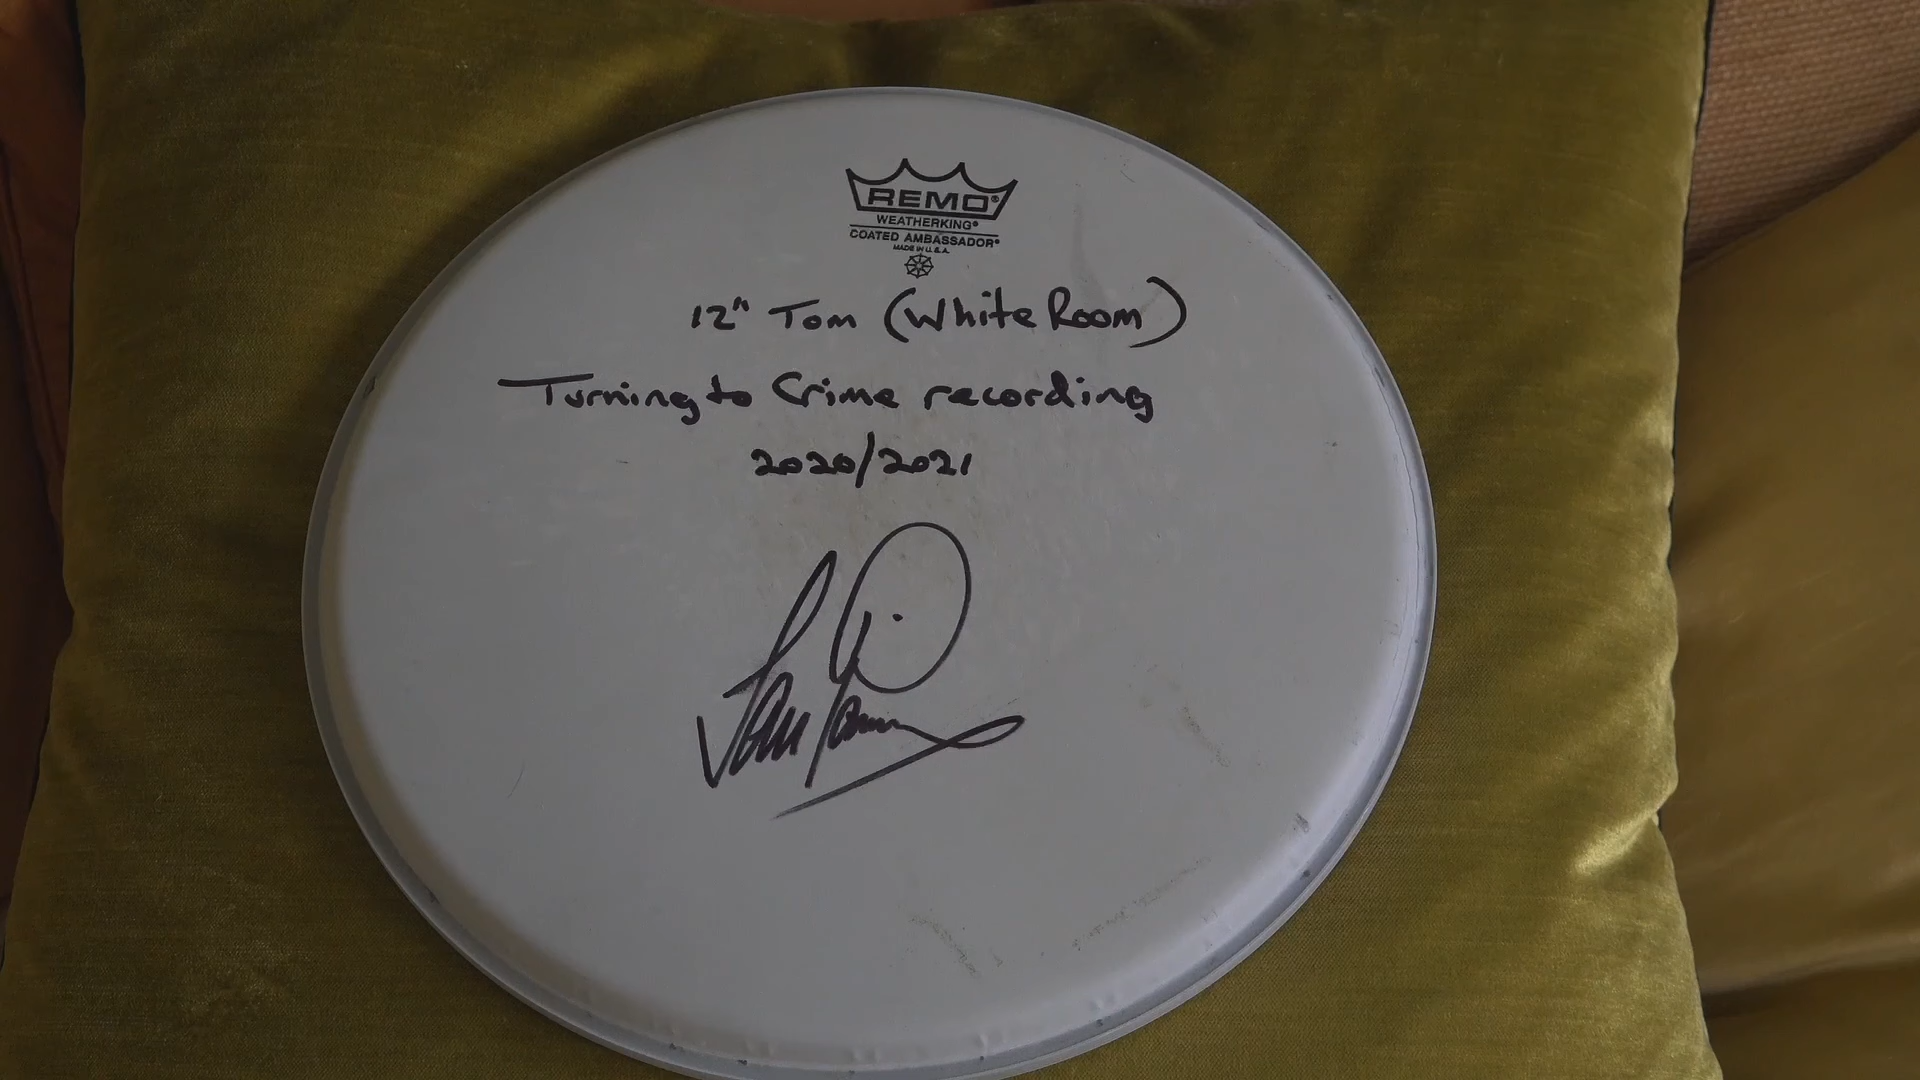 REMO®
WEATHERKING®
COATED AMBASSADOR®
MADE IN U.S.A.
12" Tom (White Room)
Turning to Crime recording
2020/2021